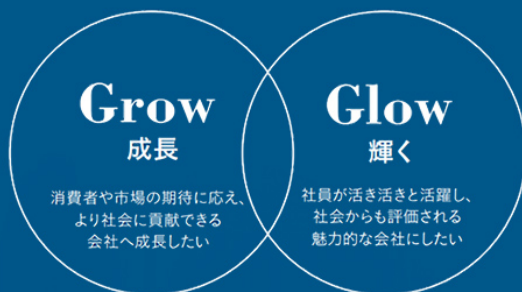 Grow
成長
消費者や市場の期待に応え、
より社会に貢献できる
会社へ成長したい
Glow
輝く
社員が活き活きと活躍し、
社会からも評価される
魅力的な会社にしたい